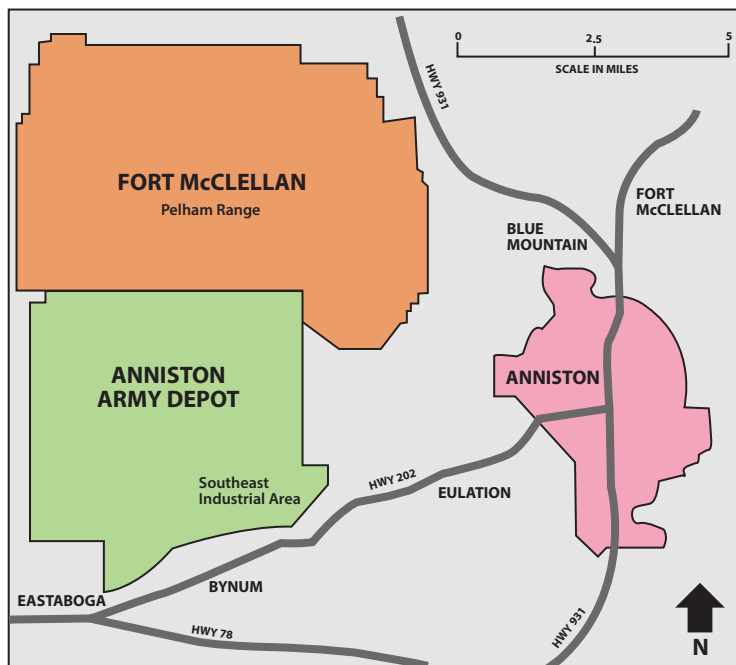 0
2.5
5
SCALE IN MILES
HWY 931
FORT McCLELLAN
Pelham Range
FORT
McCLELLAN
BLUE
MOUNTAIN
ANNISTON
ARMY DEPOT
ANNISTON
Southeast
Industrial Area
HWY 202
EULATION
BYNUM
EASTABOGA
HWY 78
HWY 931
N